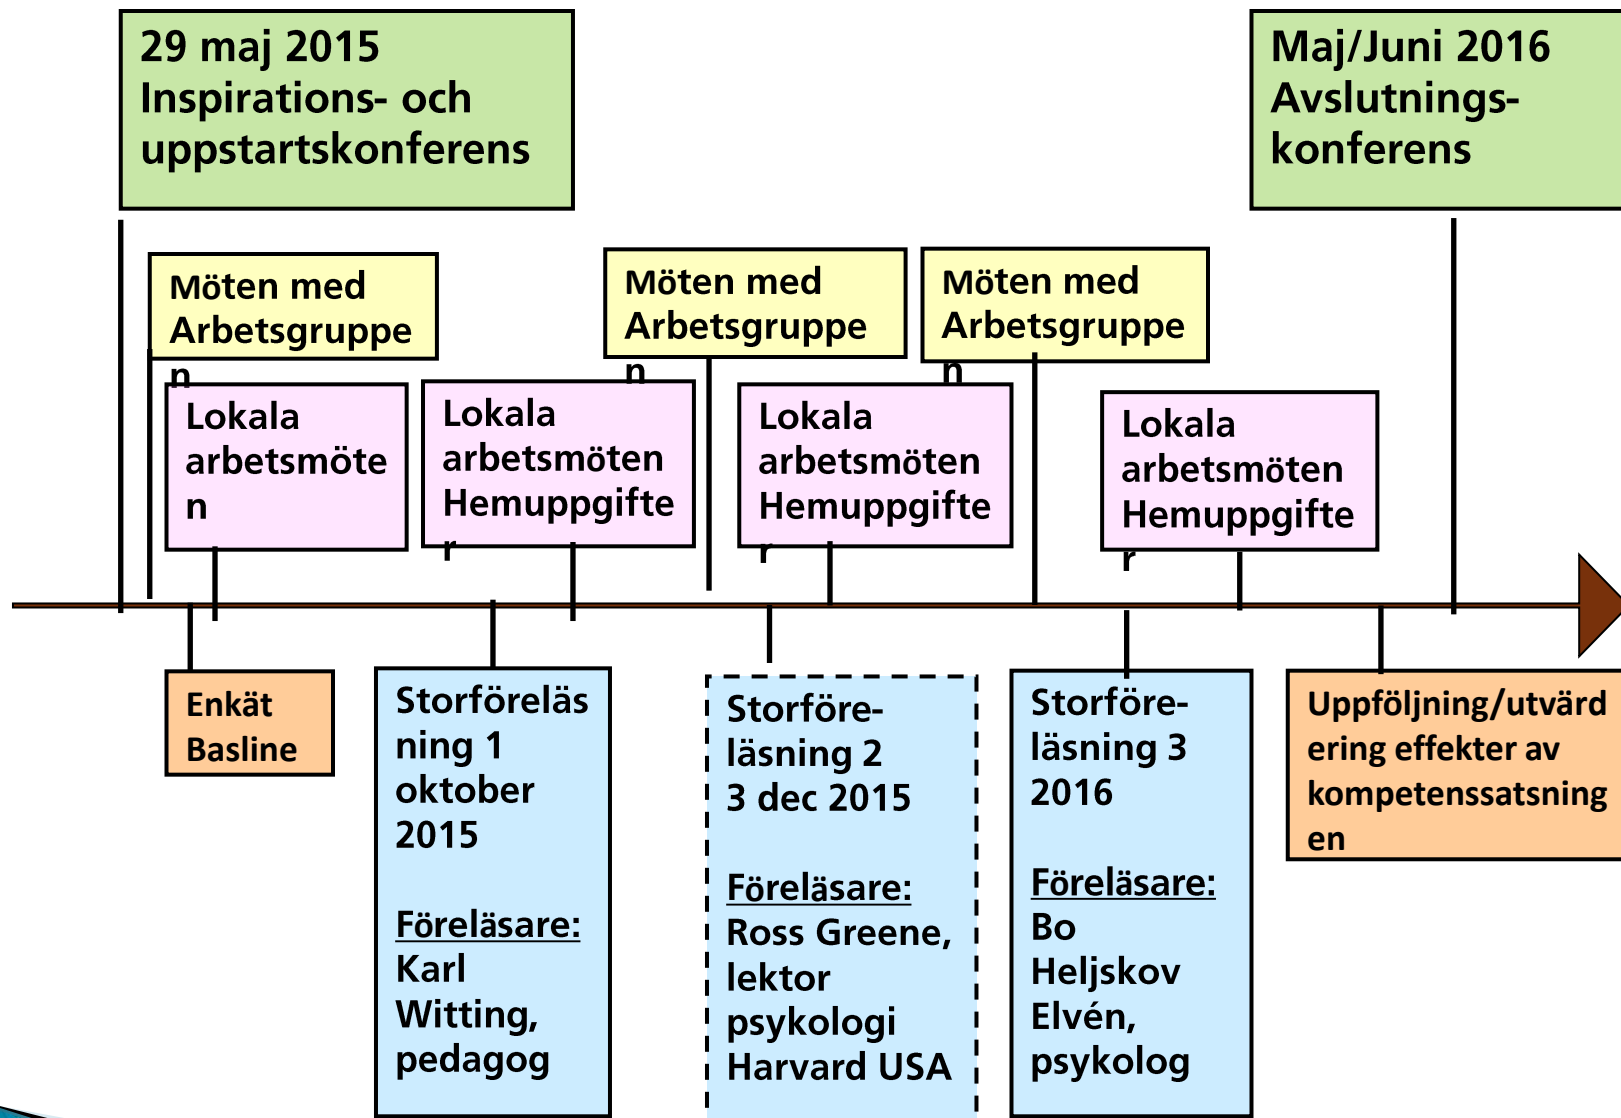 29 maj 2015
Inspirations- och
uppstartskonferens
Maj/Juni 2016
Avslutnings-
konferens
Möten med
Arbetsgruppe
n
Möten med
Arbetsgruppe
n
Möten med
Arbetsgruppe
n
Lokala
arbetsmöte
n
Lokala
arbetsmöten
Hemuppgifte
r
Lokala
arbetsmöten
Hemuppgifte
r
Lokala
arbetsmöten
Hemuppgifte
r
Enkät
Basline
Storföreläs
ning 1
oktober
2015
Föreläsare:
Karl
Witting,
pedagog
Storföre-
läsning 2
3 dec 2015
Föreläsare:
Ross Greene,
lektor
psykologi
Harvard USA
Storföre-
läsning 3
2016
Föreläsare:
Bo
Heljskov
Elvén,
psykolog
Uppföljning/utvärd
ering effekter av
kompetenssatsning
en